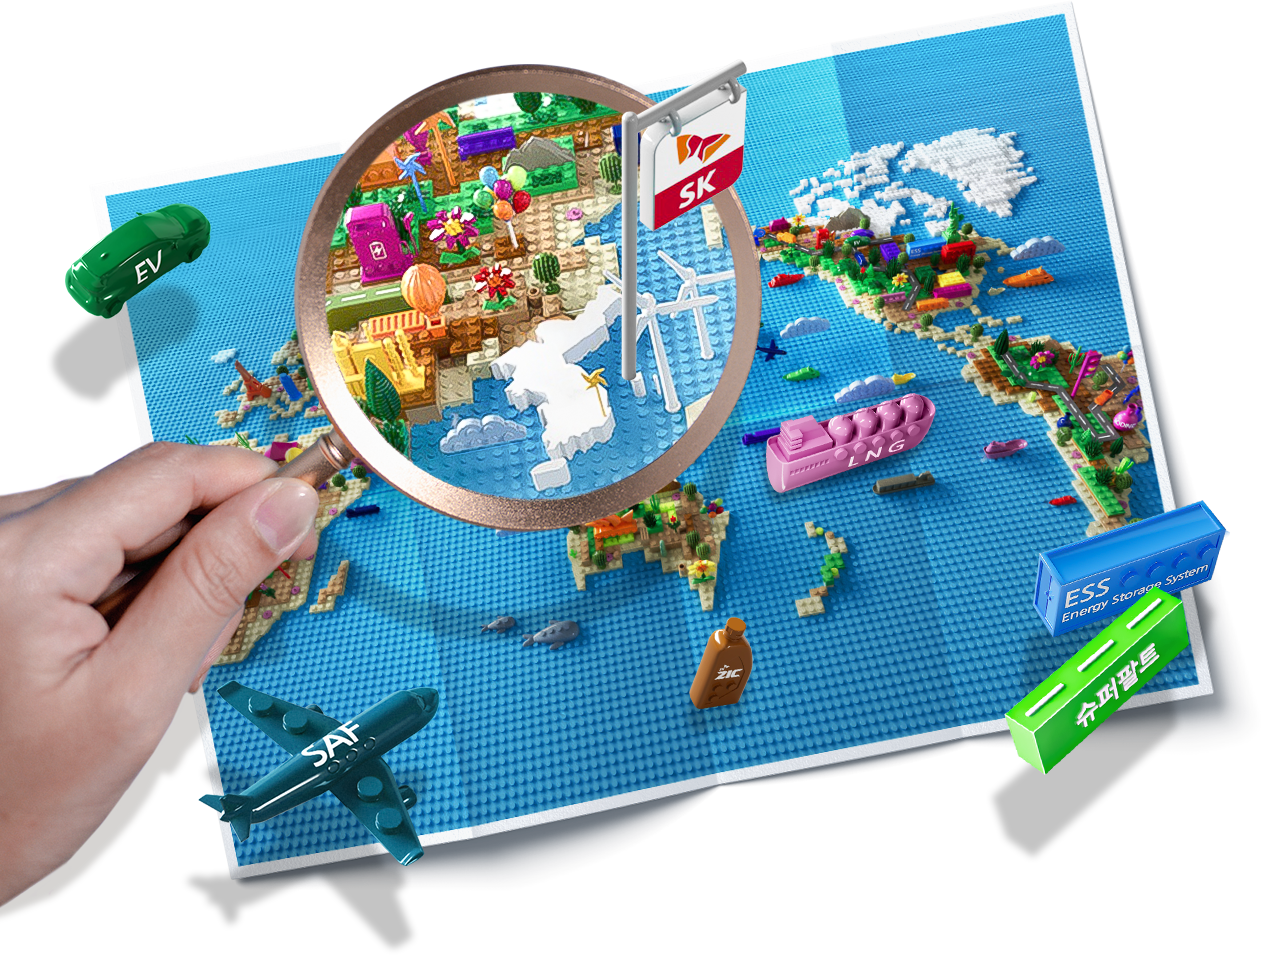 SK
EV
LNG
ESS
Energy Storage System
슈퍼팔트
ZIC
SAF